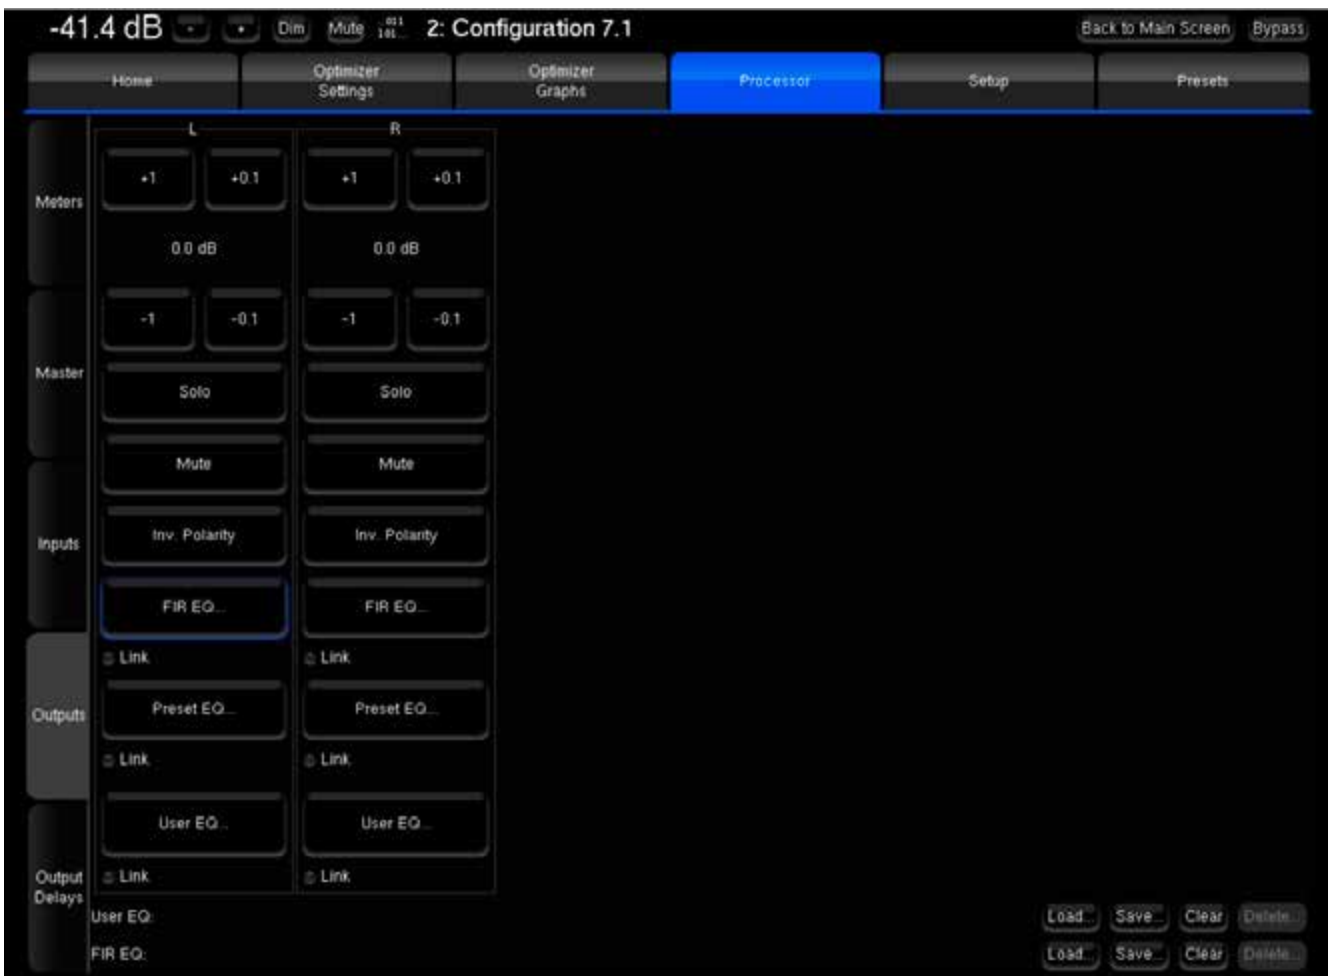 -41.4 dB - + Dim Mute 011 101 2: Configuration 7.1 Back to Main Screen Bypass
Home Optimizer Settings Optimizer Graphs Processor Setup Presets
L R
+1 +0.1 +1 +0.1
Meters
0.0 dB 0.0 dB
-1 -0.1 -1 -0.1
Master
Solo Solo
Mute Mute
Inputs
Inv. Polarity Inv. Polarity
FIR EQ... FIR EQ...
Link Link
Outputs
Preset EQ... Preset EQ...
Link Link
User EQ... User EQ...
Output Delays
Link Link
User EQ: Load... Save... Clear Delete...
FIR EQ: Load... Save... Clear Delete...